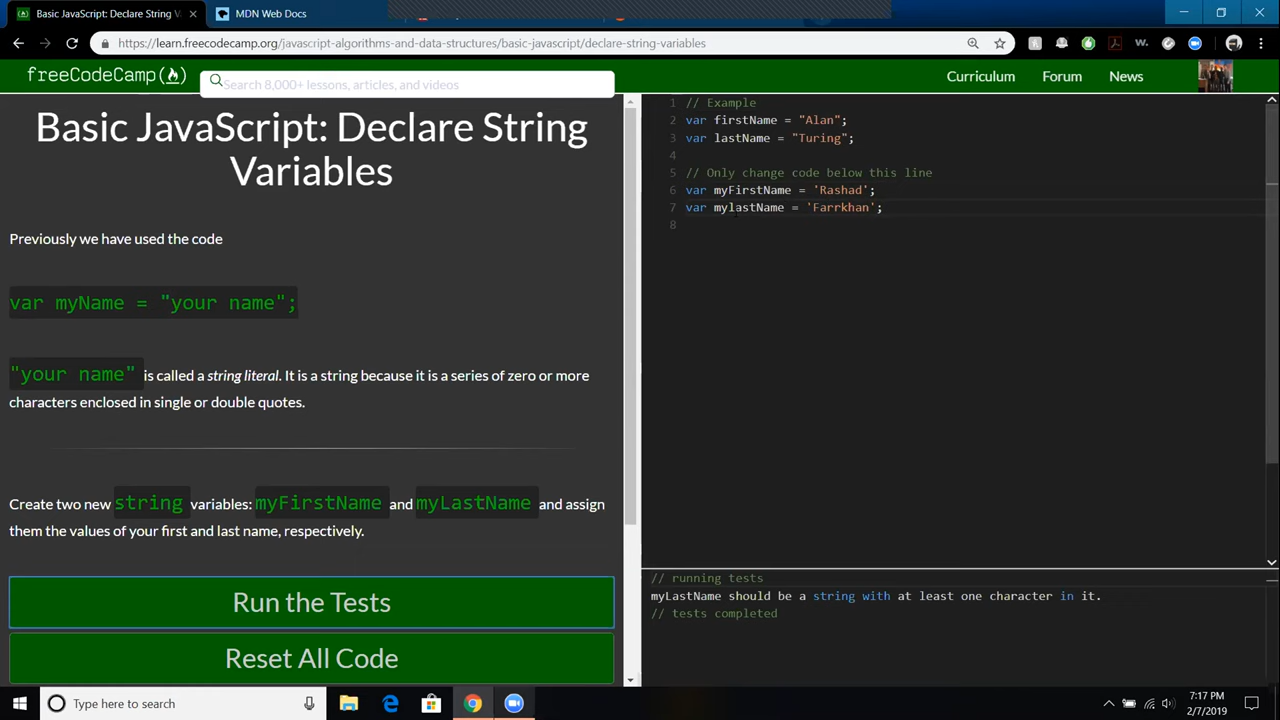 Basic JavaScript: Declare String V
MDN Web Docs
https://learn.freecodecamp.org/javascript-algorithms-and-data-structures/basic-javascript/declare-string-variables
freeCodeCamp
Search 8,000+ lessons, articles, and videos
Curriculum
Forum
News
Basic JavaScript: Declare String
Variables
Previously we have used the code
var myName = "your name";
"your name" is called a string literal. It is a string because it is a series of zero or more
characters enclosed in single or double quotes.
Create two new string variables: myFirstName and myLastName and assign
them the values of your first and last name, respectively.
Run the Tests
Reset All Code
1 // Example
2 var firstName = "Alan";
3 var lastName = "Turing";
4
5 // Only change code below this line
6 var myFirstName = 'Rashad';
7 var mylastName = 'Farrkhan';
8
// running tests
myLastName should be a string with at least one character in it.
// tests completed
Type here to search
7:17 PM
2/7/2019